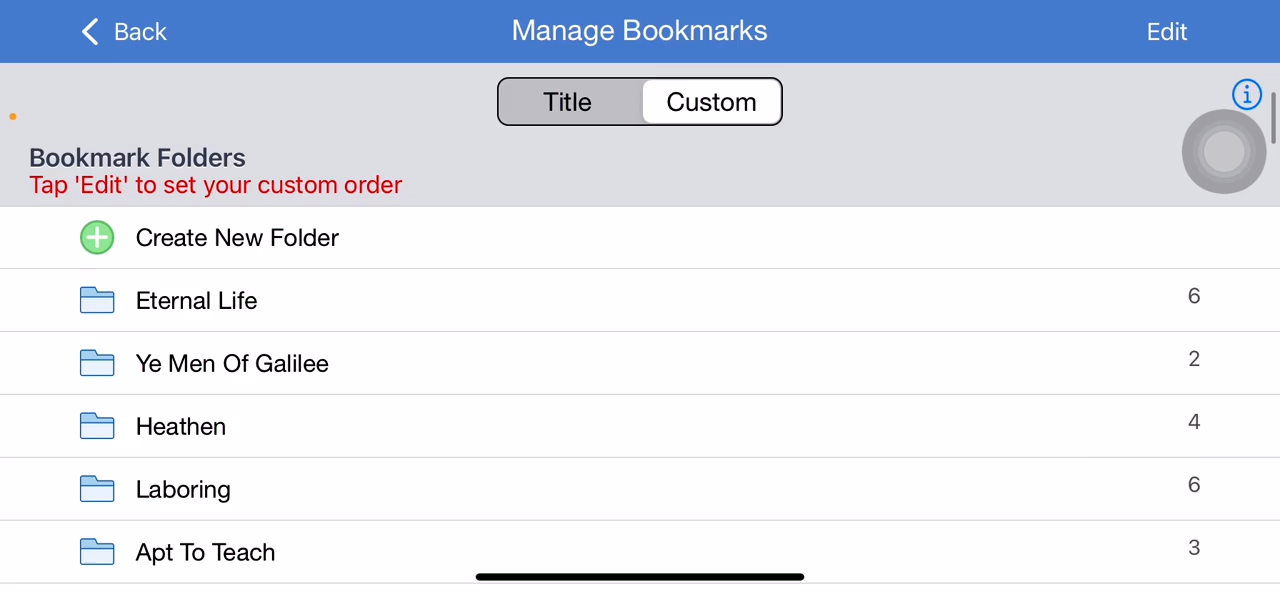 Back
Manage Bookmarks
Edit
Title
Custom
Bookmark Folders
Tap 'Edit' to set your custom order
Create New Folder
Eternal Life 6
Ye Men Of Galilee 2
Heathen 4
Laboring 6
Apt To Teach 3